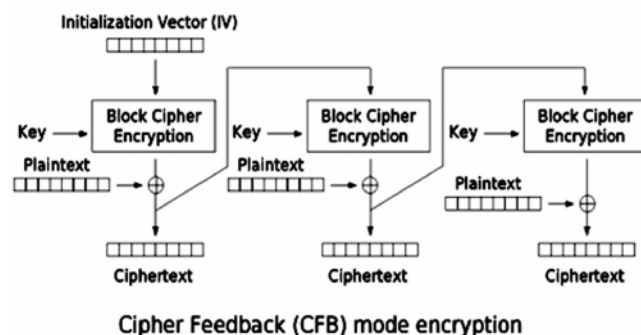 Initialization Vector (IV)
Key
Block Cipher
Encryption
Plaintext
Ciphertext
Key
Block Cipher
Encryption
Plaintext
Ciphertext
Key
Block Cipher
Encryption
Plaintext
Ciphertext
Cipher Feedback (CFB) mode encryption